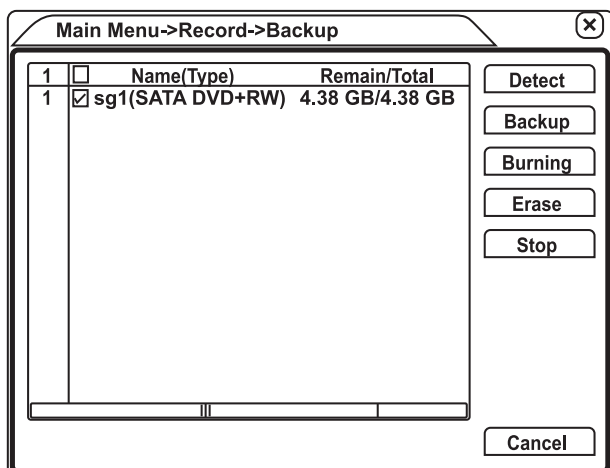 Main Menu->Record->Backup
1 Name(Type) Remain/Total
1 sg1(SATA DVD+RW) 4.38 GB/4.38 GB
Detect
Backup
Burning
Erase
Stop
Cancel